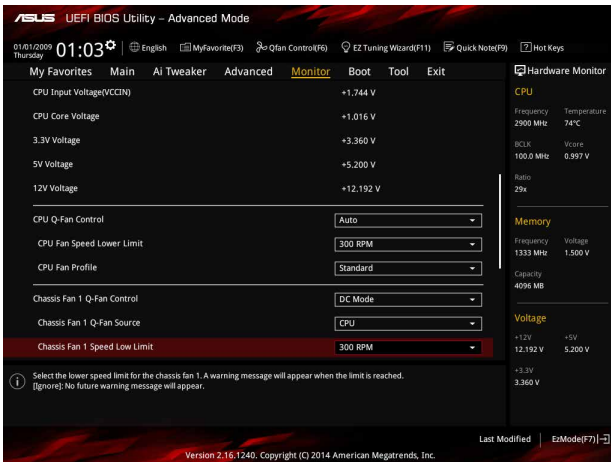 ASUS UEFI BIOS Utility – Advanced Mode
01/01/2009 Thursday 01:03 English MyFavorite(F3) Qfan Control(F6) EZ Tuning Wizard(F11) Quick Note(F9) ? Hot Keys
My Favorites Main Ai Tweaker Advanced Monitor Boot Tool Exit
CPU Input Voltage(VCCIN) +1.744 V
CPU Core Voltage +1.016 V
3.3V Voltage +3.360 V
5V Voltage +5.200 V
12V Voltage +12.192 V
CPU Q-Fan Control Auto
CPU Fan Speed Lower Limit 300 RPM
CPU Fan Profile Standard
Chassis Fan 1 Q-Fan Control DC Mode
Chassis Fan 1 Q-Fan Source CPU
Chassis Fan 1 Speed Low Limit 300 RPM
Select the lower speed limit for the chassis fan 1. A warning message will appear when the limit is reached.
[Ignore]: No future warning message will appear.
Hardware Monitor
CPU
Frequency Temperature
2900 MHz 74°C
BCLK Vcore
100.0 MHz 0.997 V
Ratio
29x
Memory
Frequency Voltage
1333 MHz 1.500 V
Capacity
4096 MB
Voltage
+12V +5V
12.192 V 5.200 V
+3.3V
3.360 V
Last Modified EzMode(F7)
Version 2.16.1240. Copyright (C) 2014 American Megatrends, Inc.